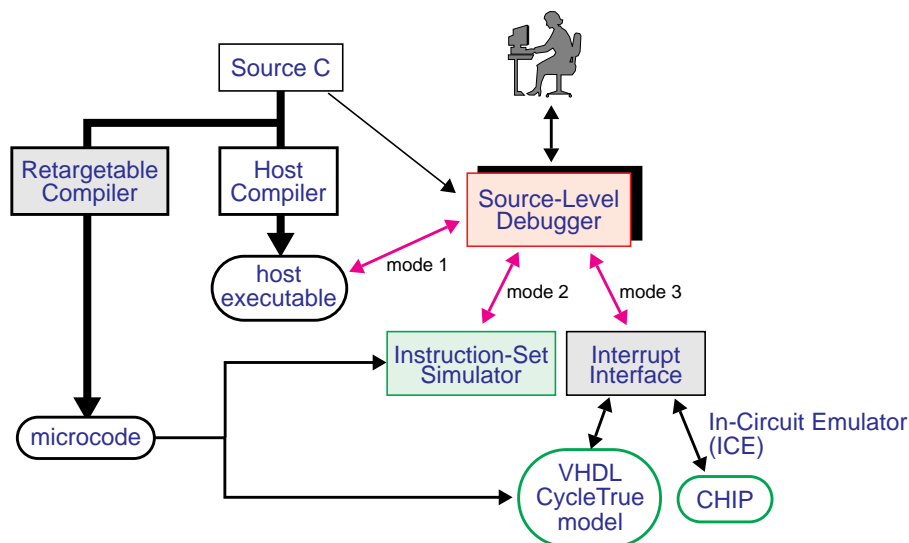 Source C
Retargetable
Compiler
Host
Compiler
Source-Level
Debugger
host
executable
mode 1
mode 2
mode 3
Instruction-Set
Simulator
Interrupt
Interface
microcode
In-Circuit Emulator
(ICE)
VHDL
CycleTrue
model
CHIP